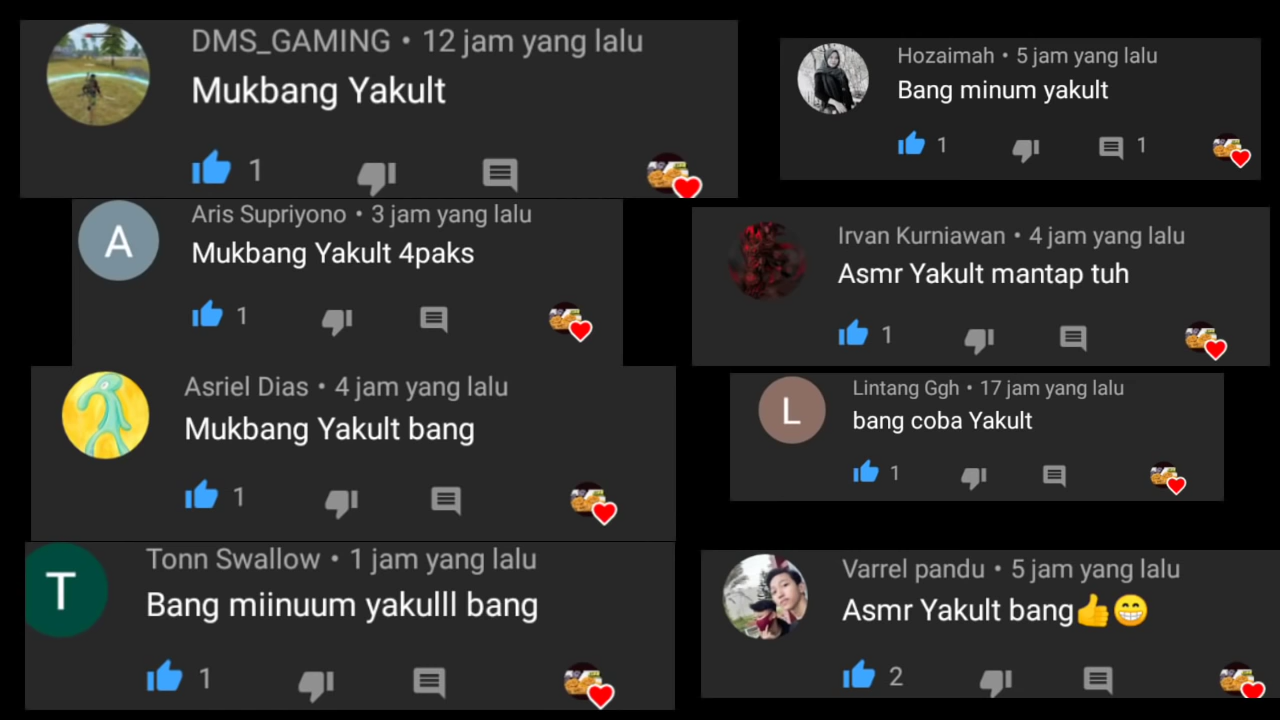 DMS_GAMING • 12 jam yang lalu
Mukbang Yakult
1
Aris Supriyono • 3 jam yang lalu
A
Mukbang Yakult 4paks
1
Asriel Dias • 4 jam yang lalu
Mukbang Yakult bang
1
Tonn Swallow • 1 jam yang lalu
T
Bang miinuum yakulll bang
1
Hozaimah • 5 jam yang lalu
Bang minum yakult
1 1
Irvan Kurniawan • 4 jam yang lalu
Asmr Yakult mantap tuh
1
Lintang Ggh • 17 jam yang lalu
L
bang coba Yakult
1
Varrel pandu • 5 jam yang lalu
Asmr Yakult bang👍😁
2